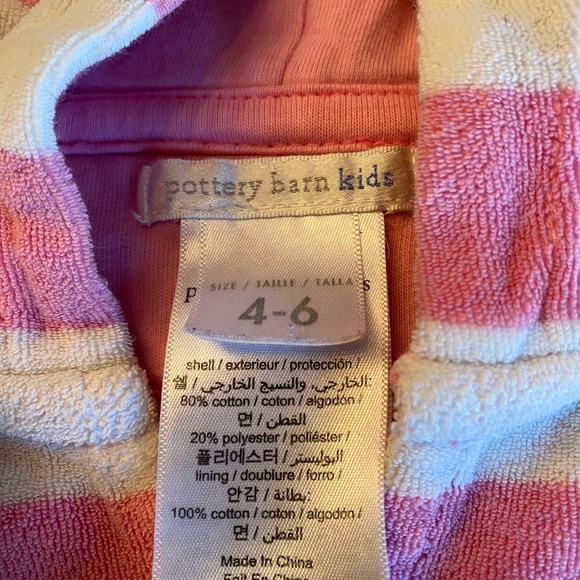 pottery barn kids
SIZE / TAILLE / TALLA
4-6
shell / exterieur / protección /
쉘 / الخارجي، والنسيج الخارجي:
80% cotton / coton / algodón /
면 / القطن /
20% polyester / poliéster /
폴리에스터 / البوليستر /
lining / doublure / forro /
안감 / بطانة:
100% cotton / coton / algodón /
면 / القطن /
Made In China